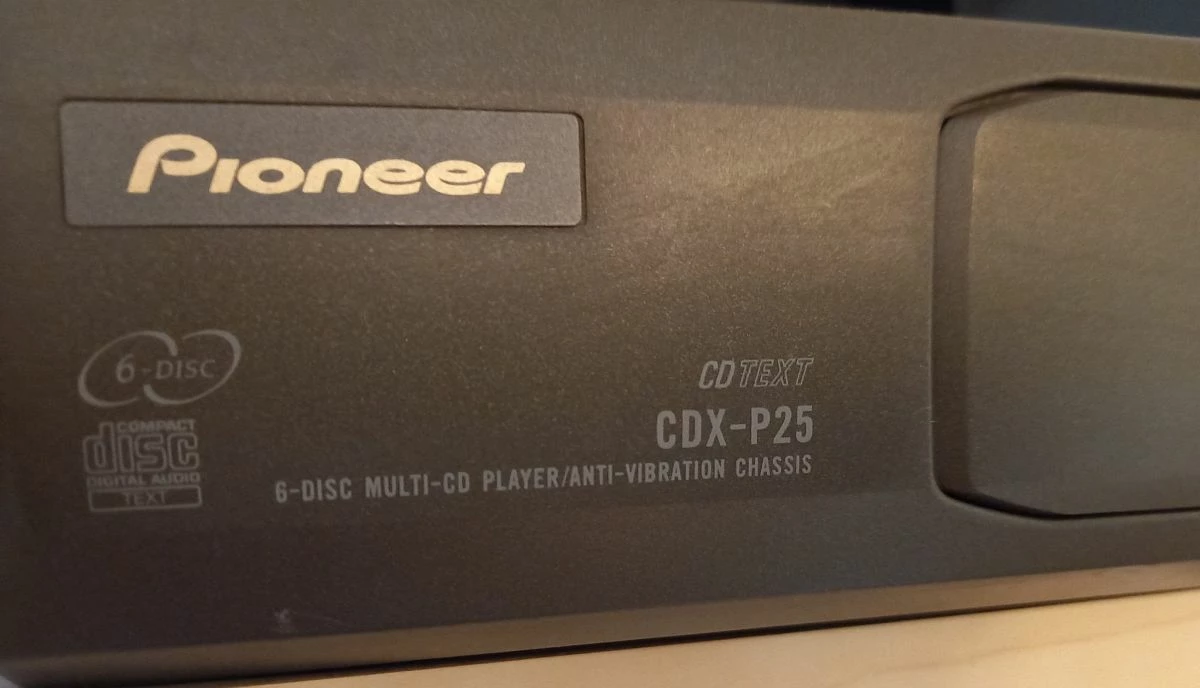 Pioneer
6-DISC
COMPACT
disc
DIGITAL AUDIO
TEXT
CD TEXT
CDX-P25
6-DISC MULTI-CD PLAYER/ANTI-VIBRATION CHASSIS